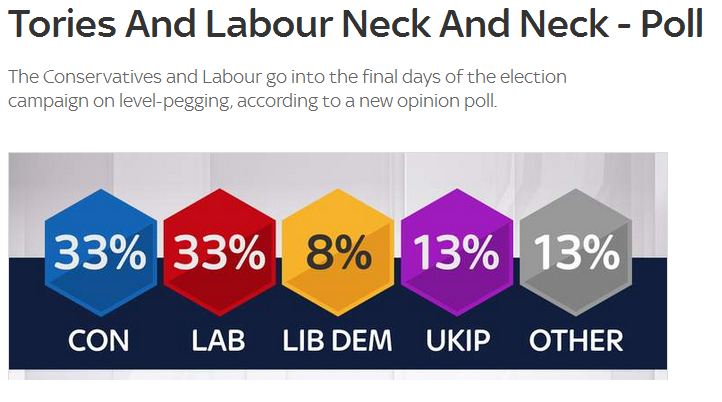 Tories And Labour Neck And Neck - Poll
The Conservatives and Labour go into the final days of the election
campaign on level-pegging, according to a new opinion poll.
33% 33% 8% 13% 13%
CON LAB LIB DEM UKIP OTHER